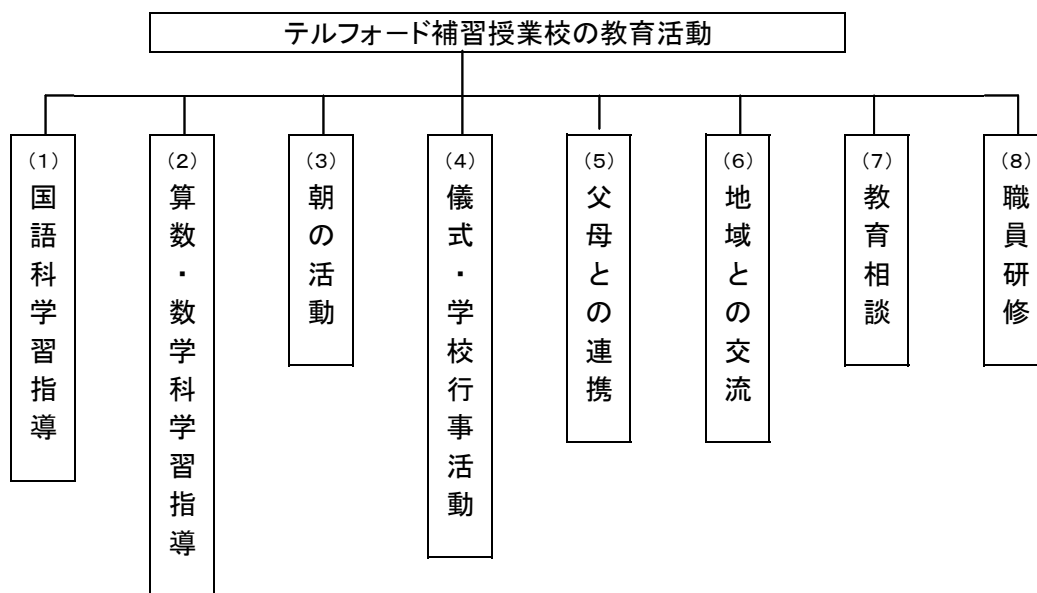 テルフォード補習授業校の教育活動
(1)
国語科学習指導
(2)
算数・数学科学習指導
(3)
朝の活動
(4)
儀式・学校行事活動
(5)
父母との連携
(6)
地域との交流
(7)
教育相談
(8)
職員研修